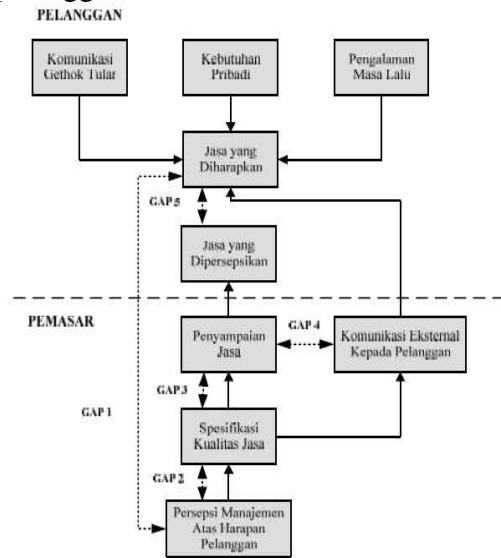 PELANGGAN
Komunikasi
Gethok Tular
Kebutuhan
Pribadi
Pengalaman
Masa Lalu
Jasa yang
Diharapkan
GAP 5
Jasa yang
Dipersepsikan
PEMASAR
Penyampaian
Jasa
GAP 4
Komunikasi Eksternal
Kepada Pelanggan
GAP 3
GAP 1
Spesifikasi
Kualitas Jasa
GAP 2
Persepsi Manajemen
Atas Harapan
Pelanggan